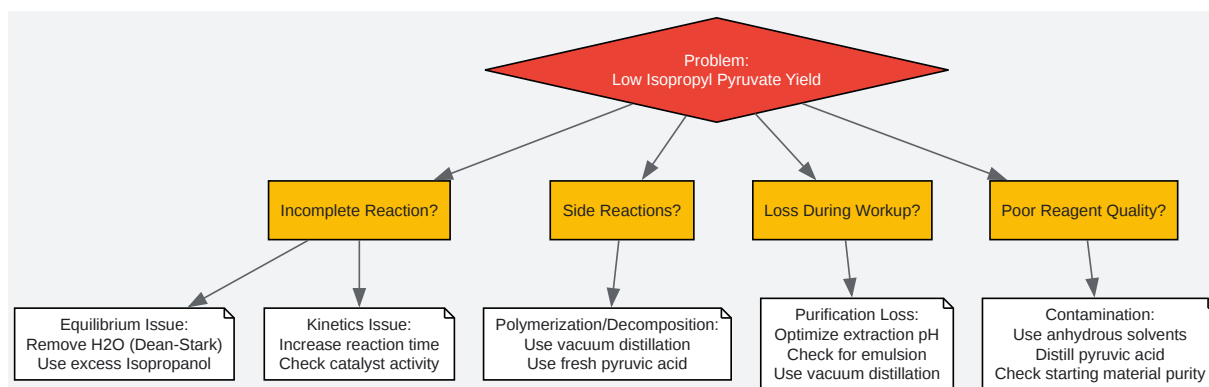 Problem:
Low Isopropyl Pyruvate Yield
Incomplete Reaction?
Side Reactions?
Loss During Workup?
Poor Reagent Quality?
Equilibrium Issue:
Remove H2O (Dean-Stark)
Use excess Isopropanol
Kinetics Issue:
Increase reaction time
Check catalyst activity
Polymerization/Decomposition:
Use vacuum distillation
Use fresh pyruvic acid
Purification Loss:
Optimize extraction pH
Check for emulsion
Use vacuum distillation
Contamination:
Use anhydrous solvents
Distill pyruvic acid
Check starting material purity